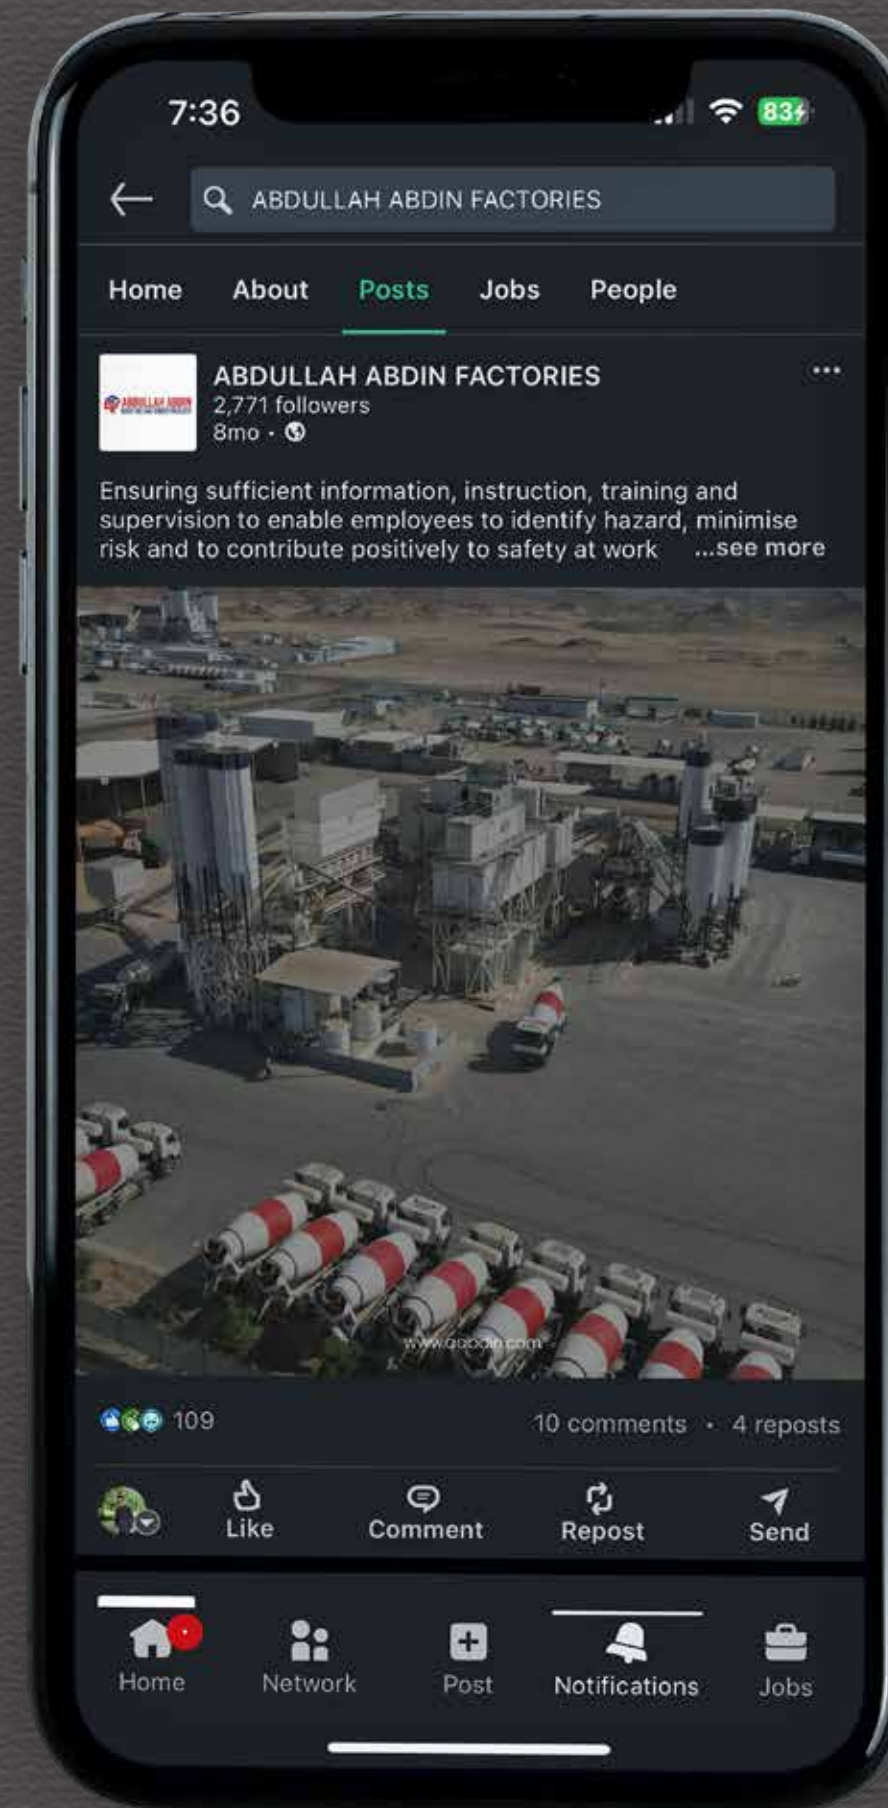 7:36
83
ABDULLAH ABDIN FACTORIES
Home About Posts Jobs People
ABDULLAH ABDIN
ABDULLAH ABDIN FACTORIES
2,771 followers
8mo •
Ensuring sufficient information, instruction, training and
supervision to enable employees to identify hazard, minimise
risk and to contribute positively to safety at work ...see more
109 10 comments • 4 reposts
Like Comment Repost Send
Home Network Post Notifications Jobs